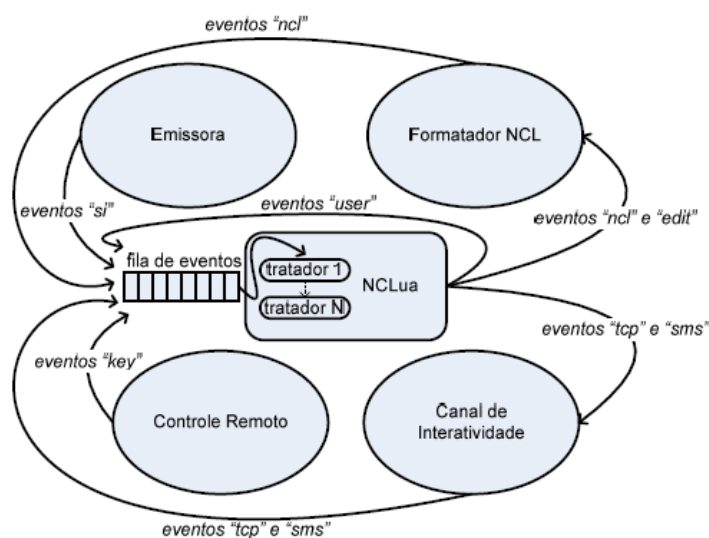 eventos “ncl”
Emissora
Formatador NCL
eventos “si”
eventos “user”
eventos “ncl” e “edit”
fila de eventos
tratador 1
NCLua
tratador N
eventos “tcp” e “sms”
eventos “key”
Controle Remoto
Canal de
Interatividade
eventos “tcp” e “sms”